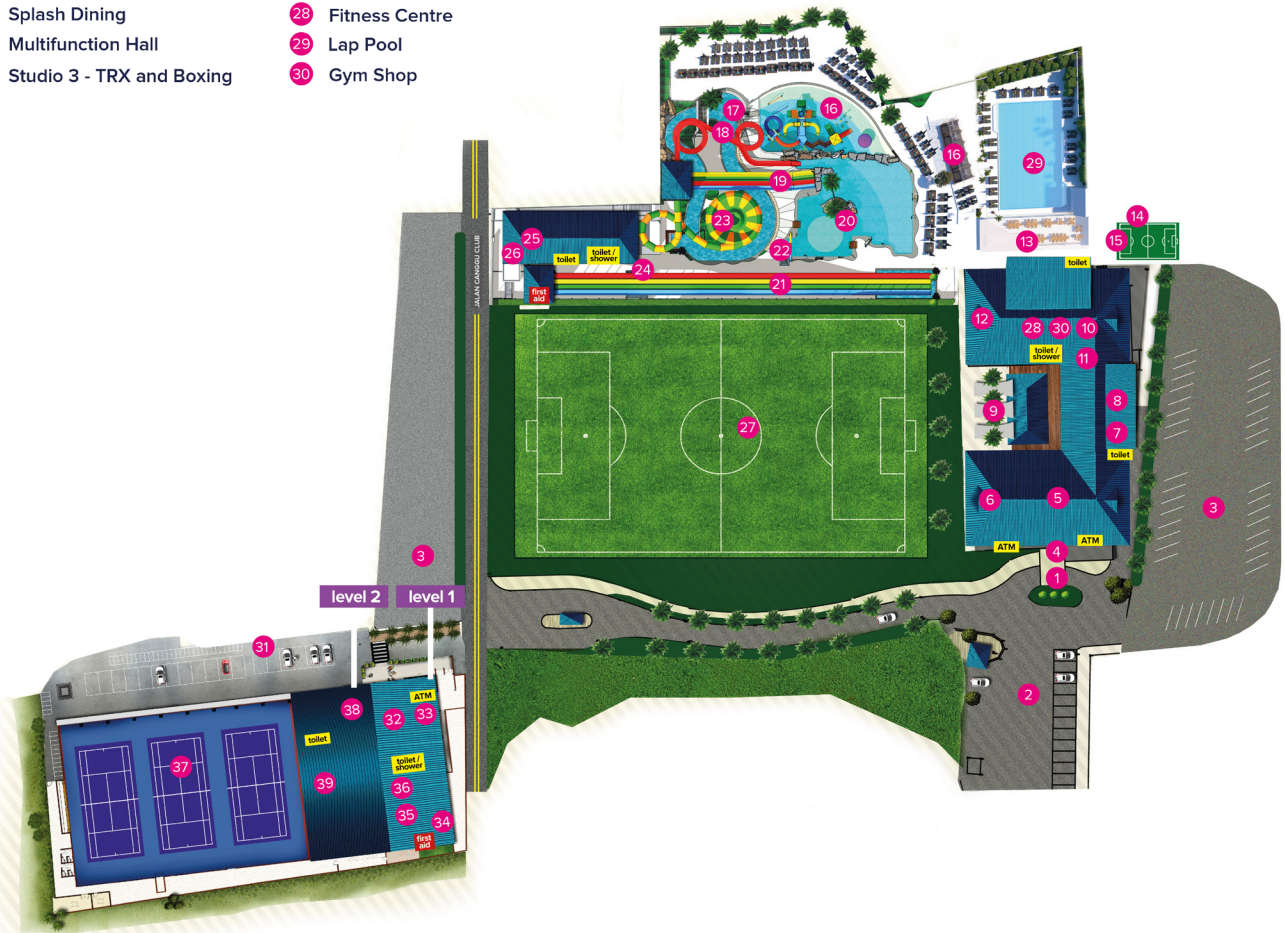 Splash Dining
Multifunction Hall
Studio 3 - TRX and Boxing
28 Fitness Centre
29 Lap Pool
30 Gym Shop
17
16
18
16
29
19
14
23
20
15
13
25
22
26
toilet
toilet / shower
24
toilet
first aid
21
JALAN CANGGU CLUB
12
28
30
10
toilet / shower
11
8
9
27
7
toilet
6
5
3
ATM
ATM
4
3
1
level 2
level 1
31
2
ATM
38
32
33
toilet
37
toilet / shower
39
36
35
34
first aid